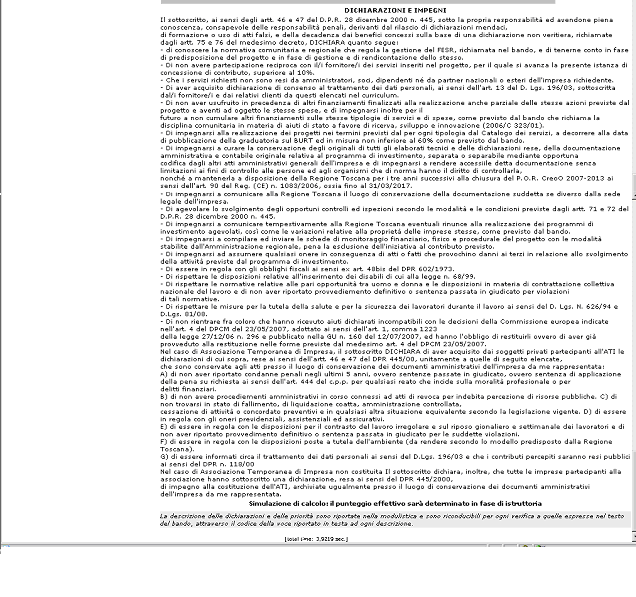 DICHIARAZIONI E IMPEGNI
Il sottoscritto, ai sensi degli artt. 46 e 47 del D.P.R. 28 dicembre 2000 n. 445, sotto la propria responsabilità ed avendone piena
conoscenza, consapevole delle responsabilità penali, derivanti dal rilascio di dichiarazioni mendaci,
di formazione o uso di atti falsi, e della decadanza dai benefici concessi sulla base di una dichiarazione non veritiera, richiamate
dagli artt. 75 e 76 del medesimo decreto, DICHIARA quanto segue:
- di conoscere la normativa comunitaria e regionale che regola la gestione del FESR, richiamata nel bando, e di tenerne conto in fase
di predisposizione del progetto e in fase di gestione e di rendicontazione dello stesso.
- Di non avere partecipazione reciproca con il/i fornitore/i dei servizi inseriti nel progetto, per il quale si avanza la presente istanza di
concessione di contributo, superiore al 10%.
- Che i servizi richiesti non sono resi da amministratori, soci, dipendenti né da partner nazionali o esteri dell'impresa richiedente.
- Di aver acquisito dichiarazione di consenso al trattamento dei dati personali, ai sensi dell'art. 13 del D. Lgs. 196/03, sottoscritta
dal/i fornitore/i e dai relativi clienti da questi elencati nel curriculum.
- Di non aver usufruito in precedenza di altri finanziamenti finalizzati alla realizzazione anche parziale delle stesse azioni previste dal
progetto e aventi ad oggetto le stesse spese, e di impegnarsi inoltre per il
futuro a non cumulare altri finanziamenti sulle stesse tipologie di servizi e di spese, come previsto dal bando che richiama la
disciplina comunitaria in materia di aiuti di stato a favore di ricerca, sviluppo e innovazione (2006/C 323/01).
- Di impegnarsi alla realizzazione dei progetti nei termini previsti dal per ogni tipologia dal Catalogo dei servizi, a decorrere alla data
di pubblicazione della graduatoria sul BURT ed in misura non inferiore al 60% come previsto dal bando.
- Di impegnarsi a curare la conservazione degli originali di tutti gli elaborati tecnici e delle dichiarazioni rese, della documentazione
amministrativa e contabile originale relativa al programma di investimento, separata o separabile mediante opportuna
codifica dagli altri atti amministrativi generali dell'impresa e di impegnarsi a rendere accessiile detta documentazione senza
limitazioni ai fini di controllo alle persone ed agli organismi che di norma hanno il diritto di controllarla,
nonché a mantenerla a disposizione della Regione Toscana per i tre anni successivi alla chiusura del P.O.R. CreaO 2007-2013 ai
sensi dell'art. 90 del Reg. (CE) n. 1083/2006, ossia fino al 31/03/2017.
- Di impegnarsi a comunicare alla Regione Toscana il luogo di conservazione della documentazione suddetta se diverso dalla sede
legale dell'impresa.
- Di agevolare lo svolgimento degli opportuni controlli ed ispezioni secondo le modalità e le condizioni previste dagli artt. 71 e 72 del
D.P.R. 28 dicembre 2000 n. 445.
- Di impegnarsi a comunicare tempestivamente alla Regione Toscana eventuali rinunce alla realizzazione dei programmi di
investimento agevolati, così come le variazioni relative alla proprietà delle imprese stesse, come previsto dal bando.
- Di impegnarsi a compilare ed inviare le schede di monitoraggio finanziario, fisico e procedurale del progetto con le modalità
stabilite dall'Amministrazione regionale, pena la esclusione dell'iniziativa al contributo previsto.
- Di impegnarsi ad assumere qualsiasi onere in conseguenza di atti o fatti che provochino danni ai terzi in relazione allo svolgimento
della attività previste dal programma di investimento.
- Di essere in regola con gli obblighi fiscali ai sensi ex art. 48bis del DPR 602/1973.
- Di rispettare le disposizioni relative all'inserimento dei disabili di cui alla legge n. 68/99.
- Di rispettare le normative relative alle pari opportunità tra uomo e donna e le disposizioni in materia di contrattazione collettiva
nazionale del lavoro e di non aver riportato provvedimento definitivo o sentenza passata in giudicato per violazioni
di tali normative.
- Di rispettare le misure per la tutela della salute e per la sicurezza dei lavoratori durante il lavoro ai sensi del D. Lgs. N. 626/94 e
D.Lgs. 81/08.
- Di non rientrare fra coloro che hanno ricevuto aiuti dichiarati incompatibili con le decisioni della Commissione europea indicate
nell'art. 4 del DPCM del 23/05/2007, adottato ai sensi dell'art. 1, comma 1223
della legge 27/12/06 n. 296 e pubblicato nella GU n. 160 del 12/07/2007, ed hanno l'obbligo di restituirli ovvero di aver già
provveduto alla restituzione nelle forme previste dal medesimo art. 4 del DPCM 23/05/2007.
Nel caso di Associazione Temporanea di Impresa, il sottoscritto DICHIARA di aver acquisito dai soggetti privati partecipanti all'ATI le
dichiarazioni di cui sopra, rese ai sensi dell'art. 46 e 47 del DPR 445/00, unitamente a quelle di seguito elencate,
che sono conservate agli atti presso il luogo di conservazione dei documenti amministrativi dell'impresa da me rappresentata:
A) di non aver riportato condanne penali negli ultimi 5 anni, ovvero sentenze passate in giudicato, ovvero sentenza di applicazione
della pena su richiesta ai sensi dell'art. 444 del c.p.p. per qualsiasi reato che incide sulla moralità professionale o per
delitti finanziari.
B) di non avere procedimenti amministrativi in corso connessi ad atti di revoca per indebita percezione di risorse pubbliche. C) di
non trovarsi in stato di fallimento, di liquidazione coatta, amministrazione controllata,
cessazione di attività o concordato preventivo e in qualsiasi altra situazione equivalente secondo la legislazione vigente. D) di essere
in regola con gli oneri previdenziali, assistenziali ed assicurativi.
E) di essere in regola con le disposizioni per il contrasto del lavoro irregolare e sul riposo gionaliero e settimanale dei lavoratori e di
non aver riportato provvedimento definitivo o sentenza passata in giudicato per le suddette violazioni.
F) di essere in regola con le disposizioni poste a tutela dell'ambiente (da rendere secondo lo modello predisposto dalla Regione
Toscana).
G) di essere informati circa il trattamento dei dati personali ai sensi del D.Lgs. 196/03 e che i contributi percepiti saranno resi pubblici
ai sensi del DPR n. 118/00
Nel caso di Associazione Temporanea di Impresa non costituita Il sottoscritto dichiara, inoltre, che tutte le imprese partecipanti alla
associazione hanno sottoscritto una dichiarazione, resa ai sensi del DPR 445/2000,
di impegno alla costituzione dell'ATI, archiviate ugualmente presso il luogo di conservazione dei documenti amministrativi
dell'impresa da me rappresentata.
Simulazione di calcolo: il punteggio effettivo sarà determinato in fase di istruttoria
La descrizione delle dichiarazioni e delle priorità sono riportate nella modulistica e sono riconducibili per ogni verifica a quelle espresse nel testo
del bando, attraverso il codice della voce riportato in testa ad ogni descrizione.
[total time: 3,9219 sec.]